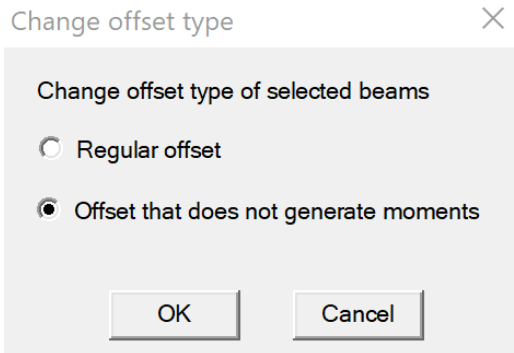 Change offset type
Change offset type of selected beams
Regular offset
Offset that does not generate moments
OK
Cancel